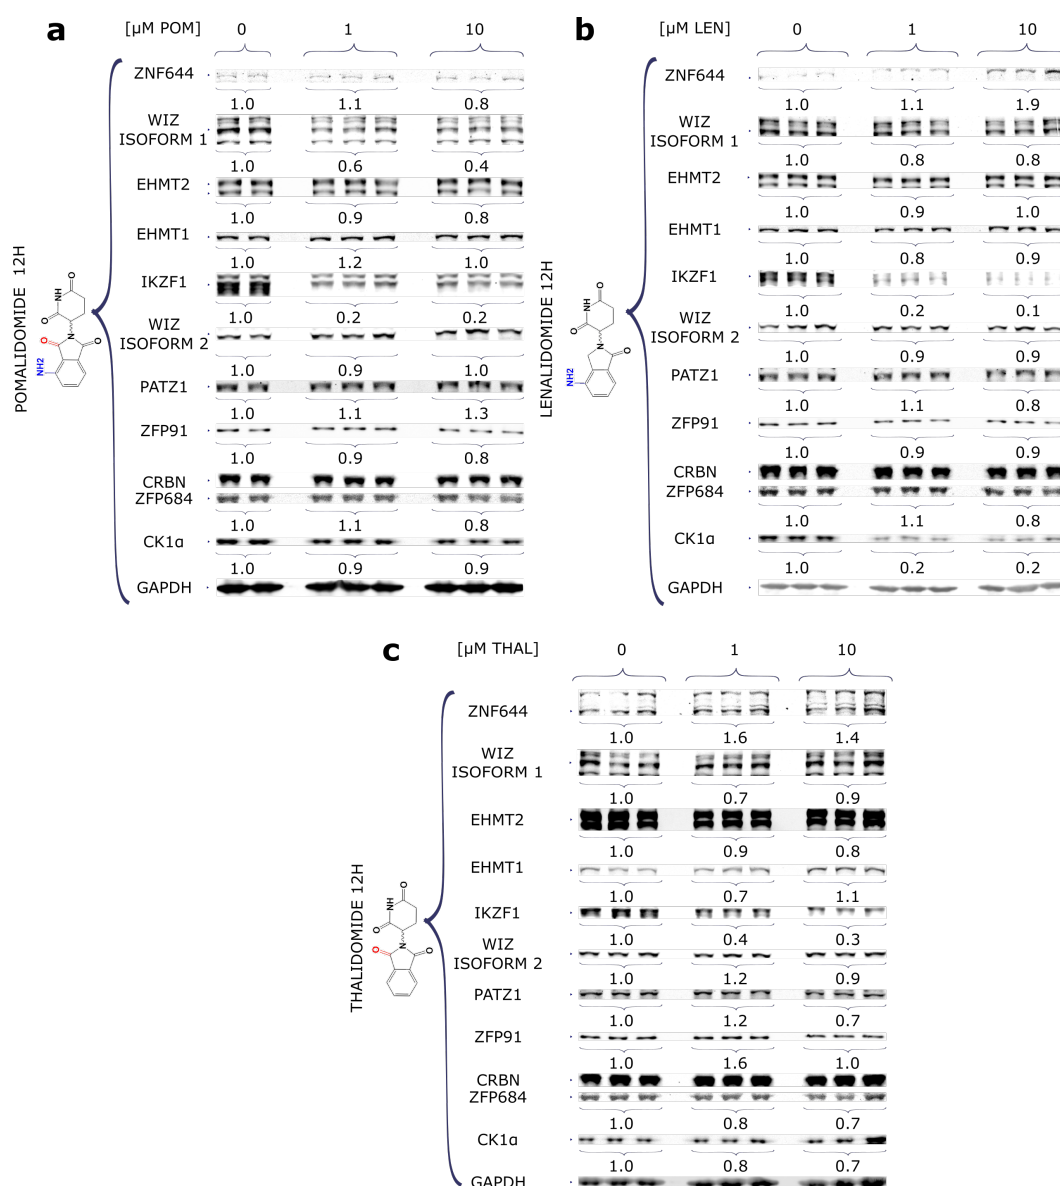 a
[µM POM] 0 1 10
POMALIDOMIDE 12H
O
NH
O
N
O
O
NH2
ZNF644
1.0 1.1 0.8
WIZ
ISOFORM 1
1.0 0.6 0.4
EHMT2
1.0 0.9 0.8
EHMT1
1.0 1.2 1.0
IKZF1
1.0 0.2 0.2
WIZ
ISOFORM 2
1.0 0.9 1.0
PATZ1
1.0 1.1 1.3
ZFP91
1.0 0.9 0.8
CRBN
ZFP684
1.0 1.1 0.8
CK1α
1.0 0.9 0.9
GAPDH
b
[µM LEN] 0 1 10
LENALIDOMIDE 12H
O
NH
O
N
O
NH2
ZNF644
1.0 1.1 1.9
WIZ
ISOFORM 1
1.0 0.8 0.8
EHMT2
1.0 0.9 1.0
EHMT1
1.0 0.8 0.9
IKZF1
1.0 0.2 0.1
WIZ
ISOFORM 2
1.0 0.9 0.9
PATZ1
1.0 1.1 0.8
ZFP91
1.0 0.9 0.9
CRBN
ZFP684
1.0 1.1 0.8
CK1α
1.0 0.2 0.2
GAPDH
c
[µM THAL] 0 1 10
THALIDOMIDE 12H
O
NH
O
N
O
O
ZNF644
1.0 1.6 1.4
WIZ
ISOFORM 1
1.0 0.7 0.9
EHMT2
1.0 0.9 0.8
EHMT1
1.0 0.7 1.1
IKZF1
1.0 0.4 0.3
WIZ
ISOFORM 2
1.0 1.2 0.9
PATZ1
1.0 1.2 0.7
ZFP91
1.0 1.6 1.0
CRBN
ZFP684
1.0 0.8 0.7
CK1α
1.0 0.8 0.7
GAPDH